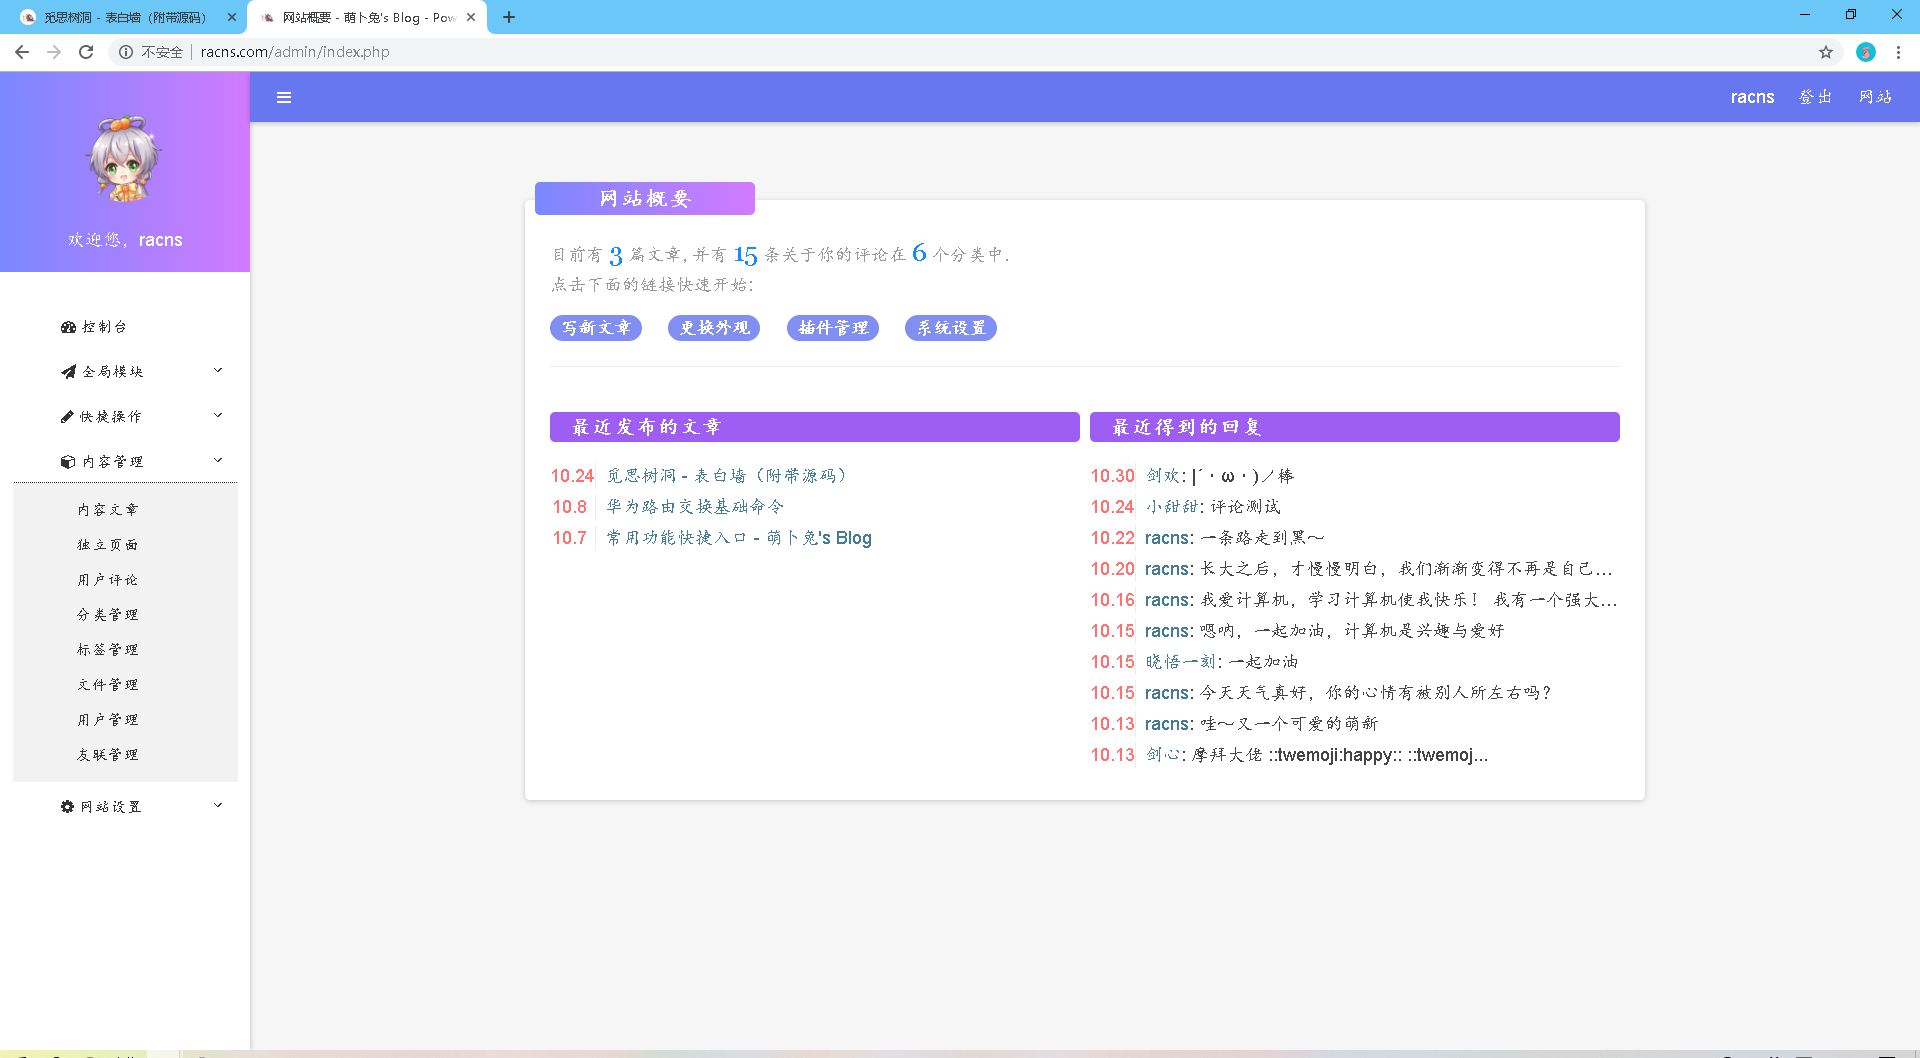 觅思树洞 - 表白墙（附带源码）
网站概要 - 萌卜兔's Blog - Pow
不安全 racns.com/admin/index.php
racns 登出 网站
欢迎您，racns
控制台
全局模块
快捷操作
内容管理
内容文章
独立页面
用户评论
分类管理
标签管理
文件管理
用户管理
友联管理
网站设置
网站概要
目前有 3 篇文章, 并有 15 条关于你的评论在 6 个分类中.
点击下面的链接快速开始:
写新文章 更换外观 插件管理 系统设置
最近发布的文章
10.24 觅思树洞 - 表白墙（附带源码）
10.8 华为路由交换基础命令
10.7 常用功能快捷入口 - 萌卜兔's Blog
最近得到的回复
10.30 剑欢: |´・ω・)ノ棒
10.24 小甜甜: 评论测试
10.22 racns: 一条路走到黑～
10.20 racns: 长大之后，才慢慢明白，我们渐渐变得不再是自己...
10.16 racns: 我爱计算机，学习计算机使我快乐！ 我有一个强大...
10.15 racns: 嗯呐，一起加油，计算机是兴趣与爱好
10.15 晓悟一刻: 一起加油
10.15 racns: 今天天气真好，你的心情有被别人所左右吗？
10.13 racns: 哇～又一个可爱的萌新
10.13 剑心: 摩拜大佬 ::twemoji:happy:: ::twemoj...